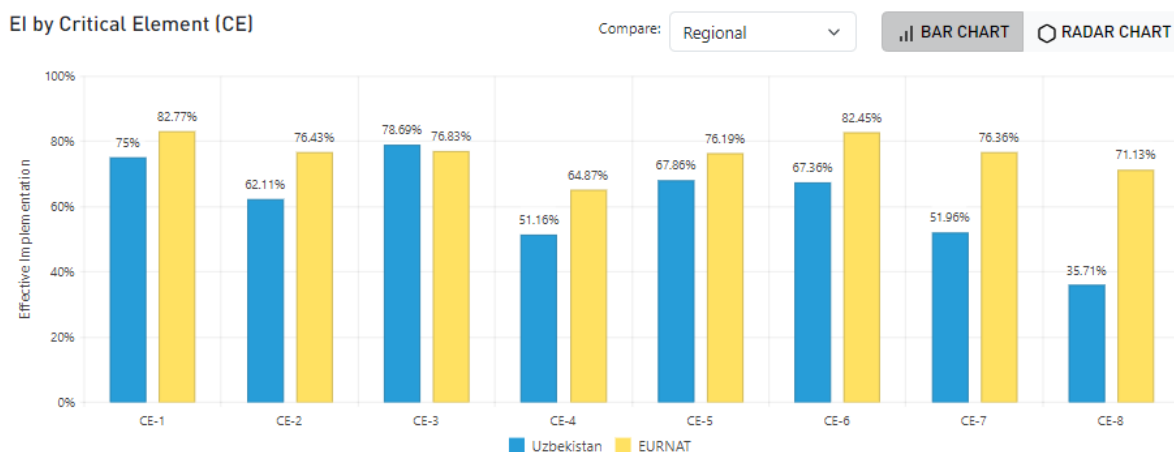 EI by Critical Element (CE)
Compare: Regional
BAR CHART
RADAR CHART
Effective Implementation
100%
80%
60%
40%
20%
0%
75% 82.77%
62.11% 76.43%
78.69% 76.83%
51.16% 64.87%
67.86% 76.19%
67.36% 82.45%
51.96% 76.36%
35.71% 71.13%
CE-1 CE-2 CE-3 CE-4 CE-5 CE-6 CE-7 CE-8
Uzbekistan EURNAT